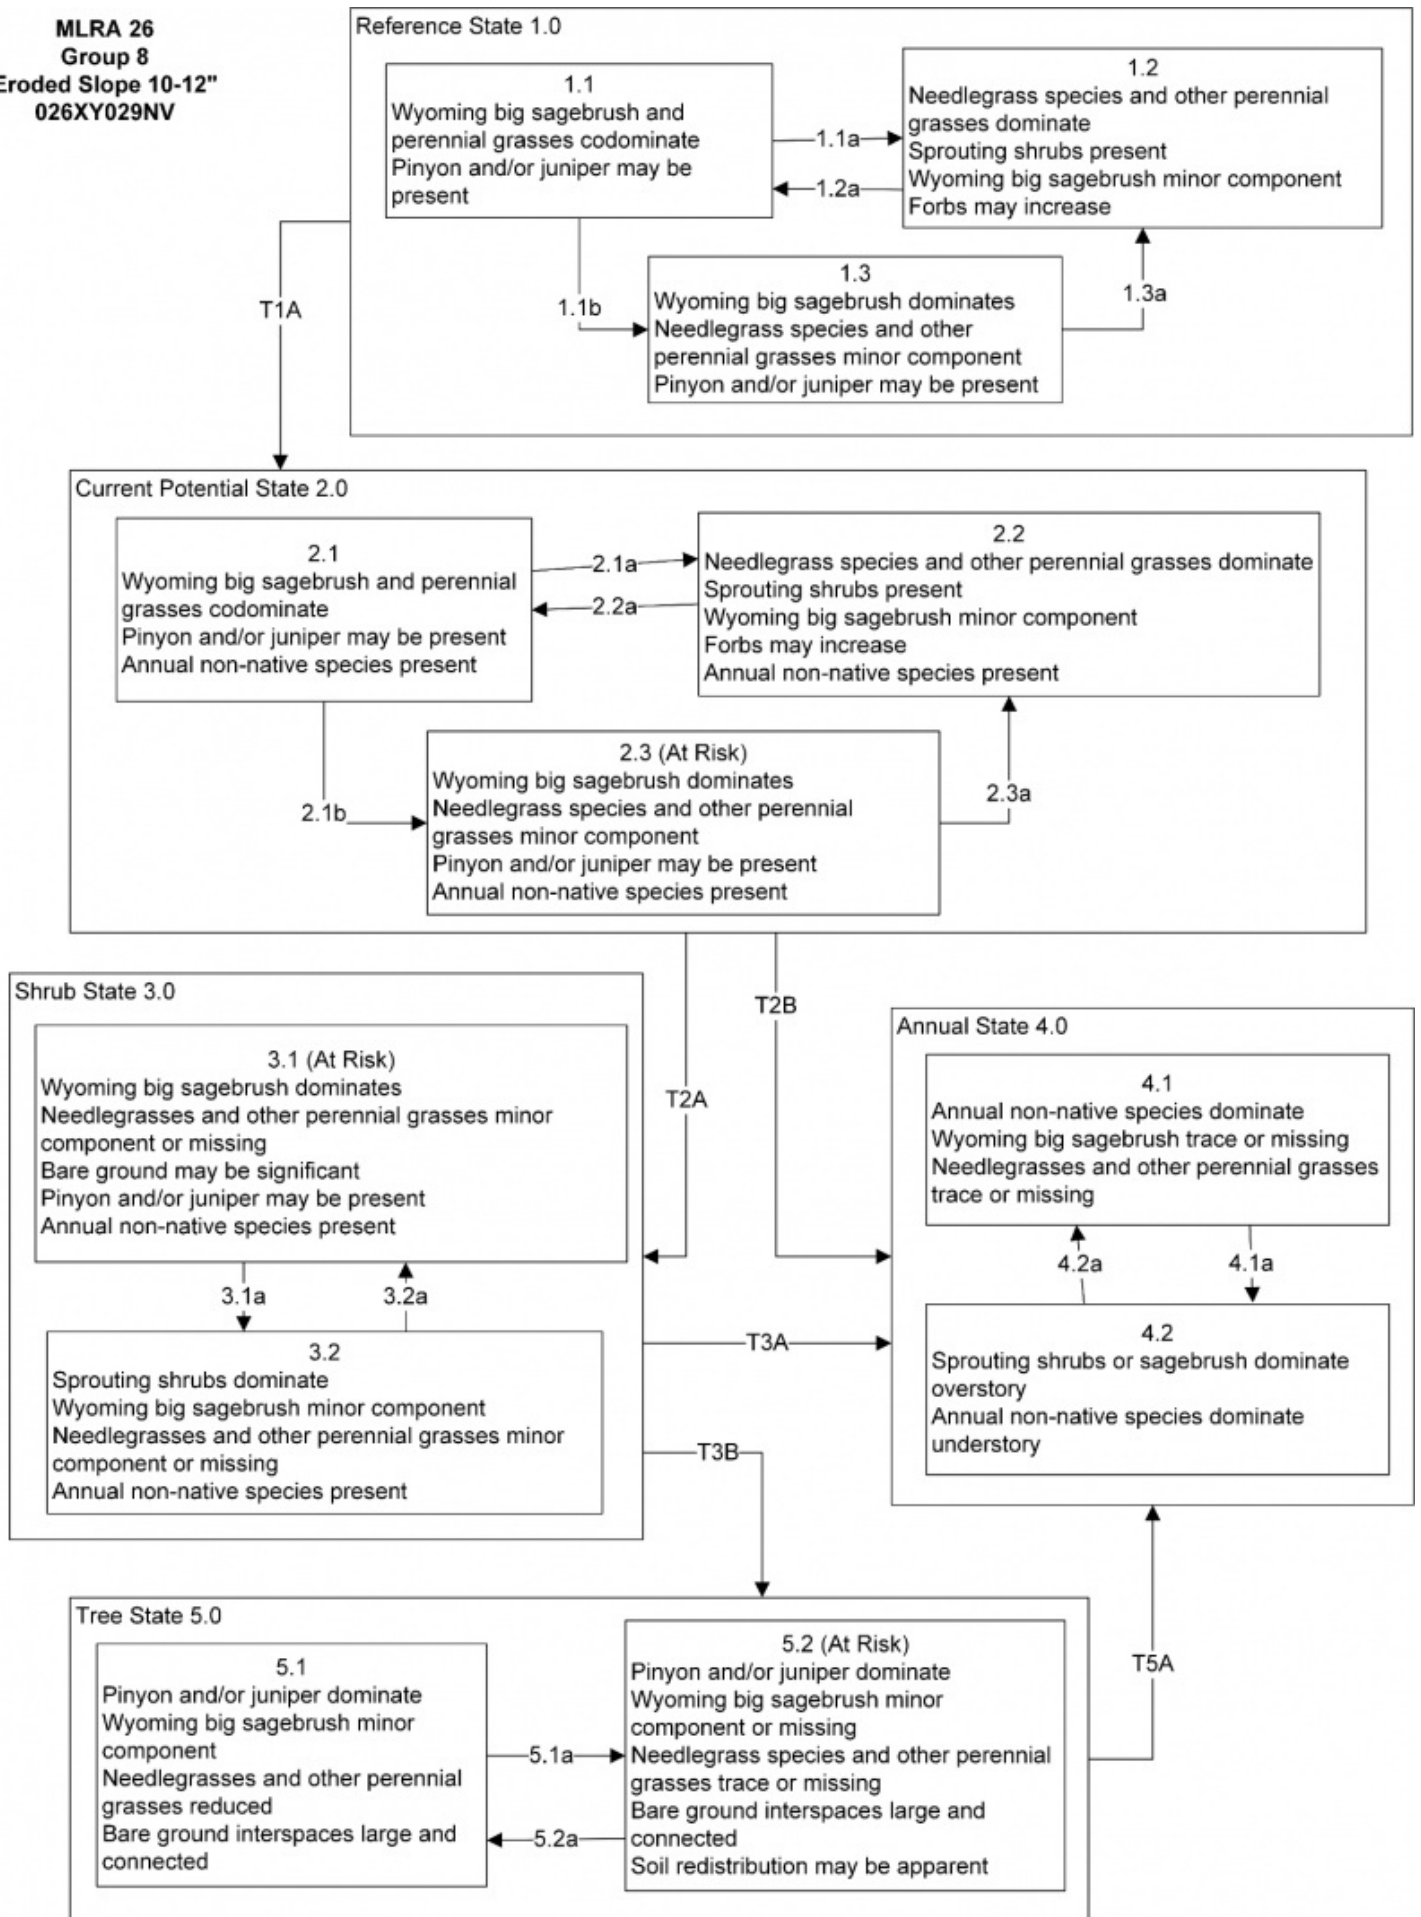 MLRA 26
Group 8
Eroded Slope 10-12"
026XY029NV
Reference State 1.0
1.1
Wyoming big sagebrush and
perennial grasses codominate
Pinyon and/or juniper may be
present
1.1a
1.2a
1.2
Needlegrass species and other perennial
grasses dominate
Sprouting shrubs present
Wyoming big sagebrush minor component
Forbs may increase
T1A
1.1b
1.3
Wyoming big sagebrush dominates
Needlegrass species and other
perennial grasses minor component
Pinyon and/or juniper may be present
1.3a
Current Potential State 2.0
2.1
Wyoming big sagebrush and perennial
grasses codominate
Pinyon and/or juniper may be present
Annual non-native species present
2.1a
2.2a
2.2
Needlegrass species and other perennial grasses dominate
Sprouting shrubs present
Wyoming big sagebrush minor component
Forbs may increase
Annual non-native species present
2.1b
2.3 (At Risk)
Wyoming big sagebrush dominates
Needlegrass species and other perennial
grasses minor component
Pinyon and/or juniper may be present
Annual non-native species present
2.3a
T2A
T2B
Shrub State 3.0
3.1 (At Risk)
Wyoming big sagebrush dominates
Needlegrasses and other perennial grasses minor
component or missing
Bare ground may be significant
Pinyon and/or juniper may be present
Annual non-native species present
3.1a
3.2a
3.2
Sprouting shrubs dominate
Wyoming big sagebrush minor component
Needlegrasses and other perennial grasses minor
component or missing
Annual non-native species present
T3A
T3B
Annual State 4.0
4.1
Annual non-native species dominate
Wyoming big sagebrush trace or missing
Needlegrasses and other perennial grasses
trace or missing
4.2a
4.1a
4.2
Sprouting shrubs or sagebrush dominate
overstory
Annual non-native species dominate
understory
T5A
Tree State 5.0
5.1
Pinyon and/or juniper dominate
Wyoming big sagebrush minor
component
Needlegrasses and other perennial
grasses reduced
Bare ground interspaces large and
connected
5.1a
5.2a
5.2 (At Risk)
Pinyon and/or juniper dominate
Wyoming big sagebrush minor
component or missing
Needlegrass species and other perennial
grasses trace or missing
Bare ground interspaces large and
connected
Soil redistribution may be apparent